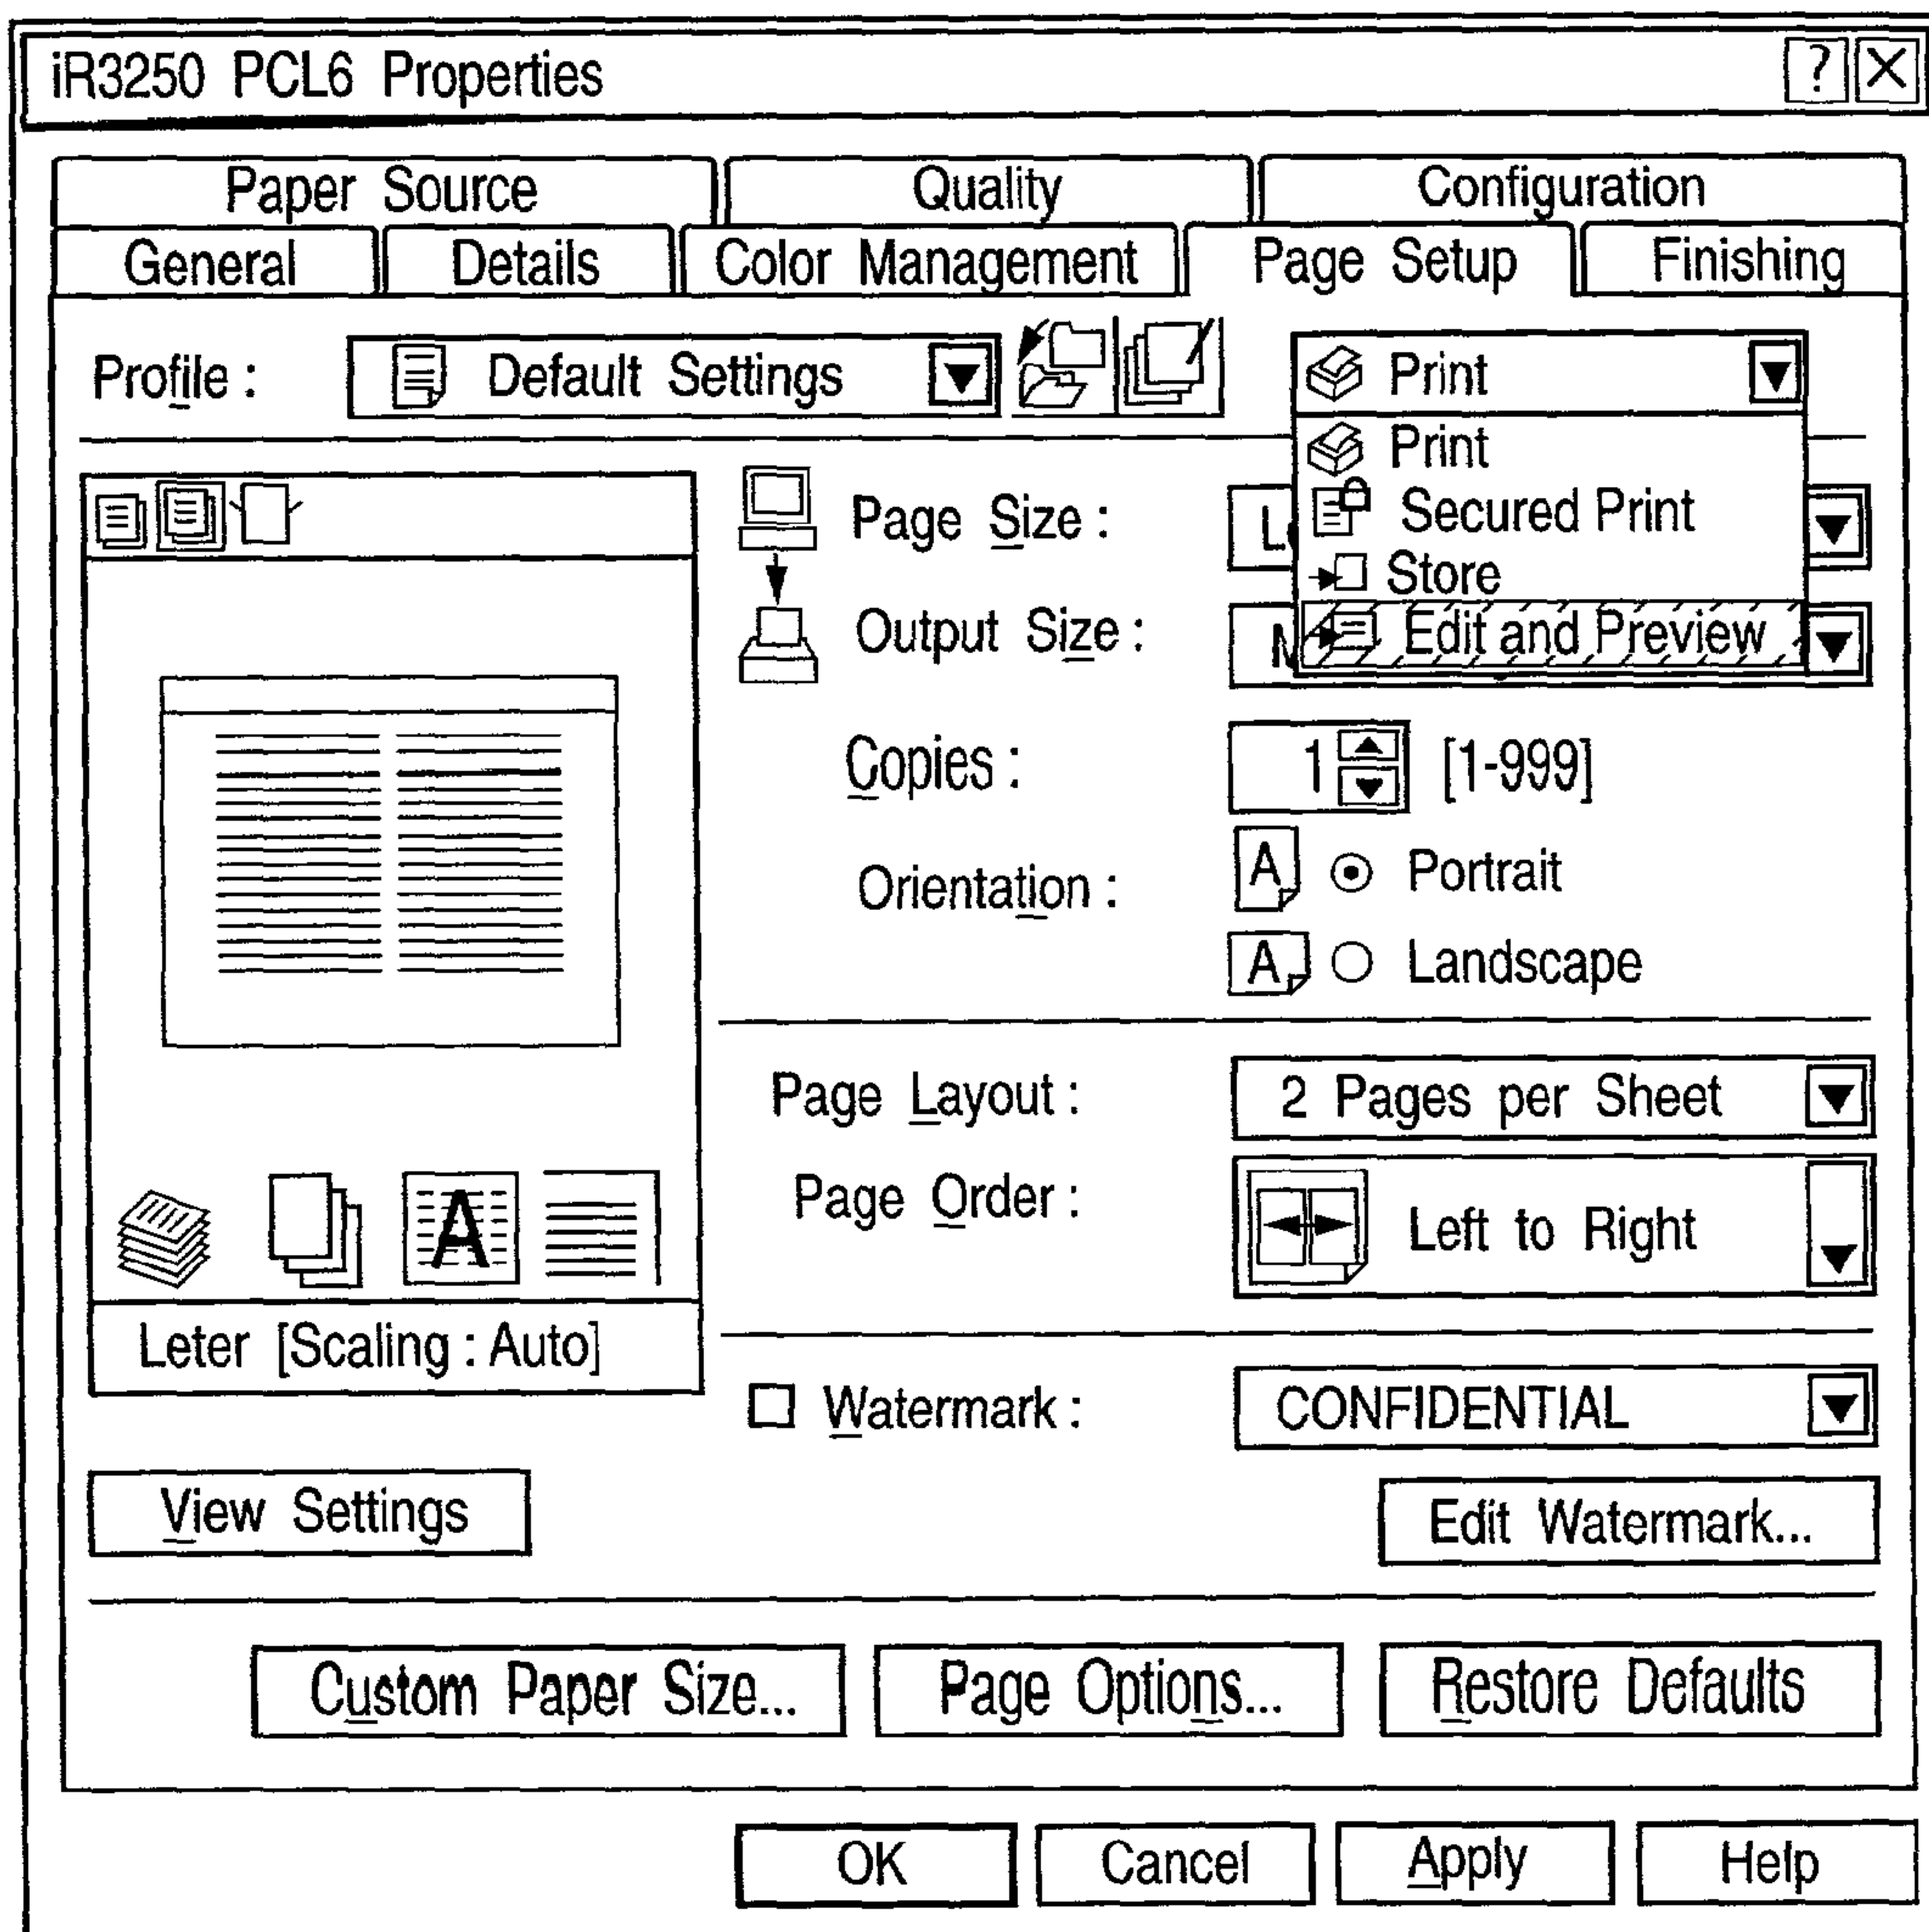 iR3250 PCL6 Properties ?
Paper Source Quality Configuration
General Details Color Management Page Setup Finishing
Profile : Default Settings Print
Print
Secured Print
Store
Edit and Preview
Page Size :
Output Size :
Copies : 1 [1-999]
Orientation : A Portrait
A Landscape
Page Layout : 2 Pages per Sheet
Page Order : Left to Right
A
Leter [Scaling : Auto]
Watermark : CONFIDENTIAL
View Settings Edit Watermark...
Custom Paper Size... Page Options... Restore Defaults
OK Cancel Apply Help